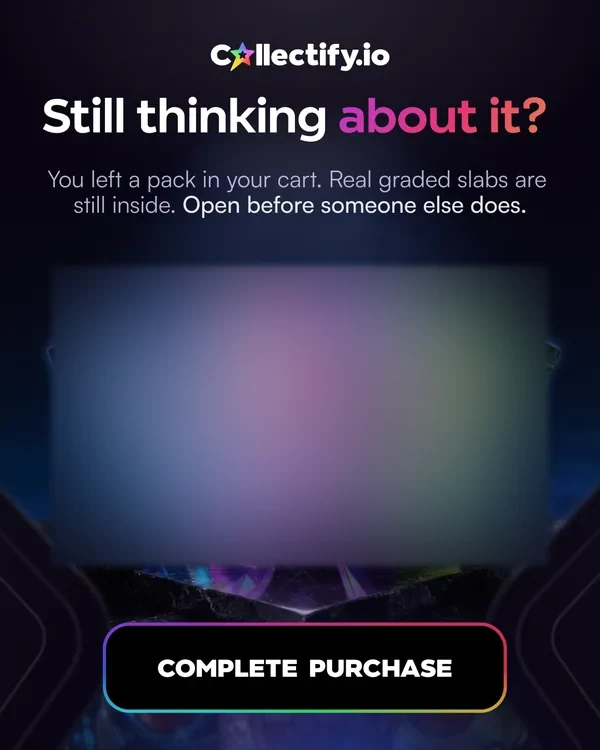 Collectify.io
Still thinking about it?
You left a pack in your cart. Real graded slabs are
still inside. Open before someone else does.
COMPLETE PURCHASE